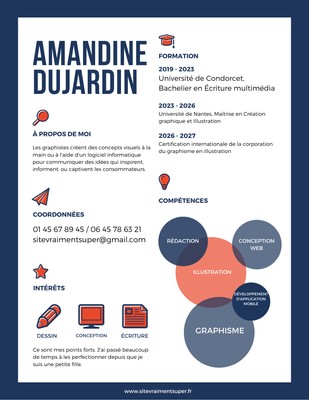 AMANDINE
DUJARDIN
À PROPOS DE MOI
Les graphistes créent des concepts visuels à la
main ou à l'aide d'un logiciel informatique
pour communiquer des idées qui inspirent,
informent, ou captivent les consommateurs.
COORDONNÉES
01 45 67 89 45 / 06 45 78 63 21
sitevraimentsuper@gmail.com
INTÉRÊTS
DESSIN
CONCEPTION
ÉCRITURE
Ce sont mes points forts. J'ai passé beaucoup
de temps à les perfectionner depuis que je
suis une petite fille.
FORMATION
2019 - 2023
Université de Condorcet,
Bachelier en Écriture multimédia
2023 - 2026
Université de Nantes, Maîtrise en Création
graphique et Illustration
2026 - 2027
Certification internationale de la corporation
du graphisme en illustration
COMPÉTENCES
RÉDACTION
CONCEPTION
WEB
ILLUSTRATION
DÉVELOPPEMENT
D'APPLICATION
MOBILE
GRAPHISME
www.sitevraimentsuper.fr